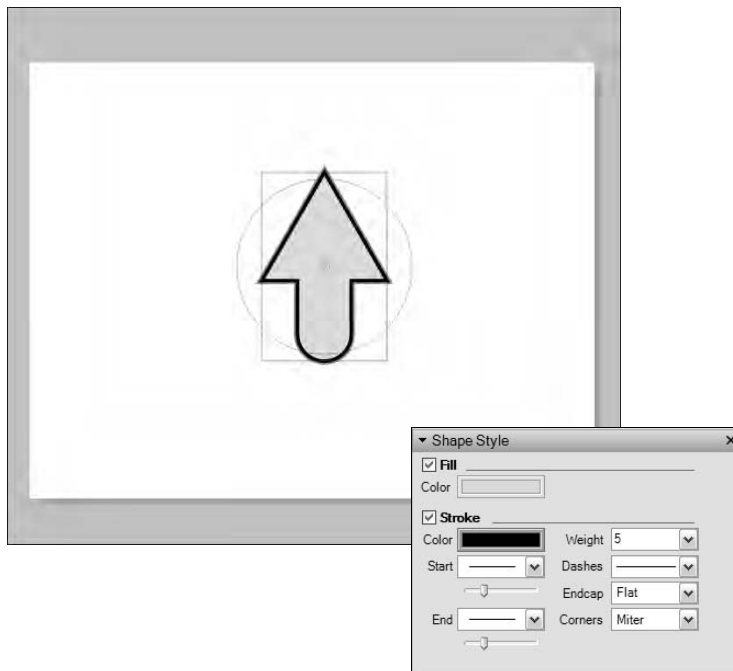 Shape Style
Fill
Color
Stroke
Color Weight 5
Start Dashes
Endcap Flat
End Corners Miter